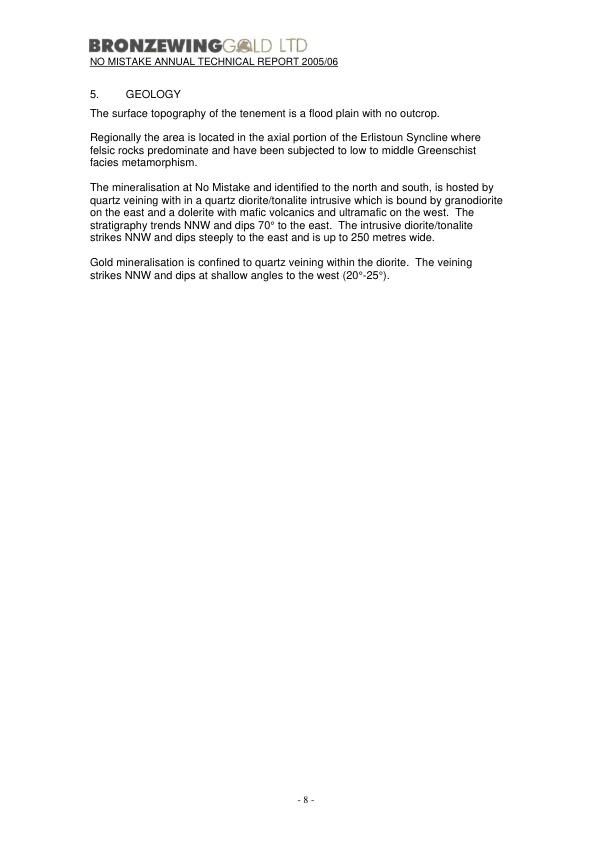 BRONZEWINGGOLD LTD
NO MISTAKE ANNUAL TECHNICAL REPORT 2005/06
5. GEOLOGY
The surface topography of the tenement is a flood plain with no outcrop.
Regionally the area is located in the axial portion of the Erlistoun Syncline where
felsic rocks predominate and have been subjected to low to middle Greenschist
facies metamorphism.
The mineralisation at No Mistake and identified to the north and south, is hosted by
quartz veining with in a quartz diorite/tonalite intrusive which is bound by granodiorite
on the east and a dolerite with mafic volcanics and ultramafic on the west. The
stratigraphy trends NNW and dips 70° to the east. The intrusive diorite/tonalite
strikes NNW and dips steeply to the east and is up to 250 metres wide.
Gold mineralisation is confined to quartz veining within the diorite. The veining
strikes NNW and dips at shallow angles to the west (20°-25°).
- 8 -